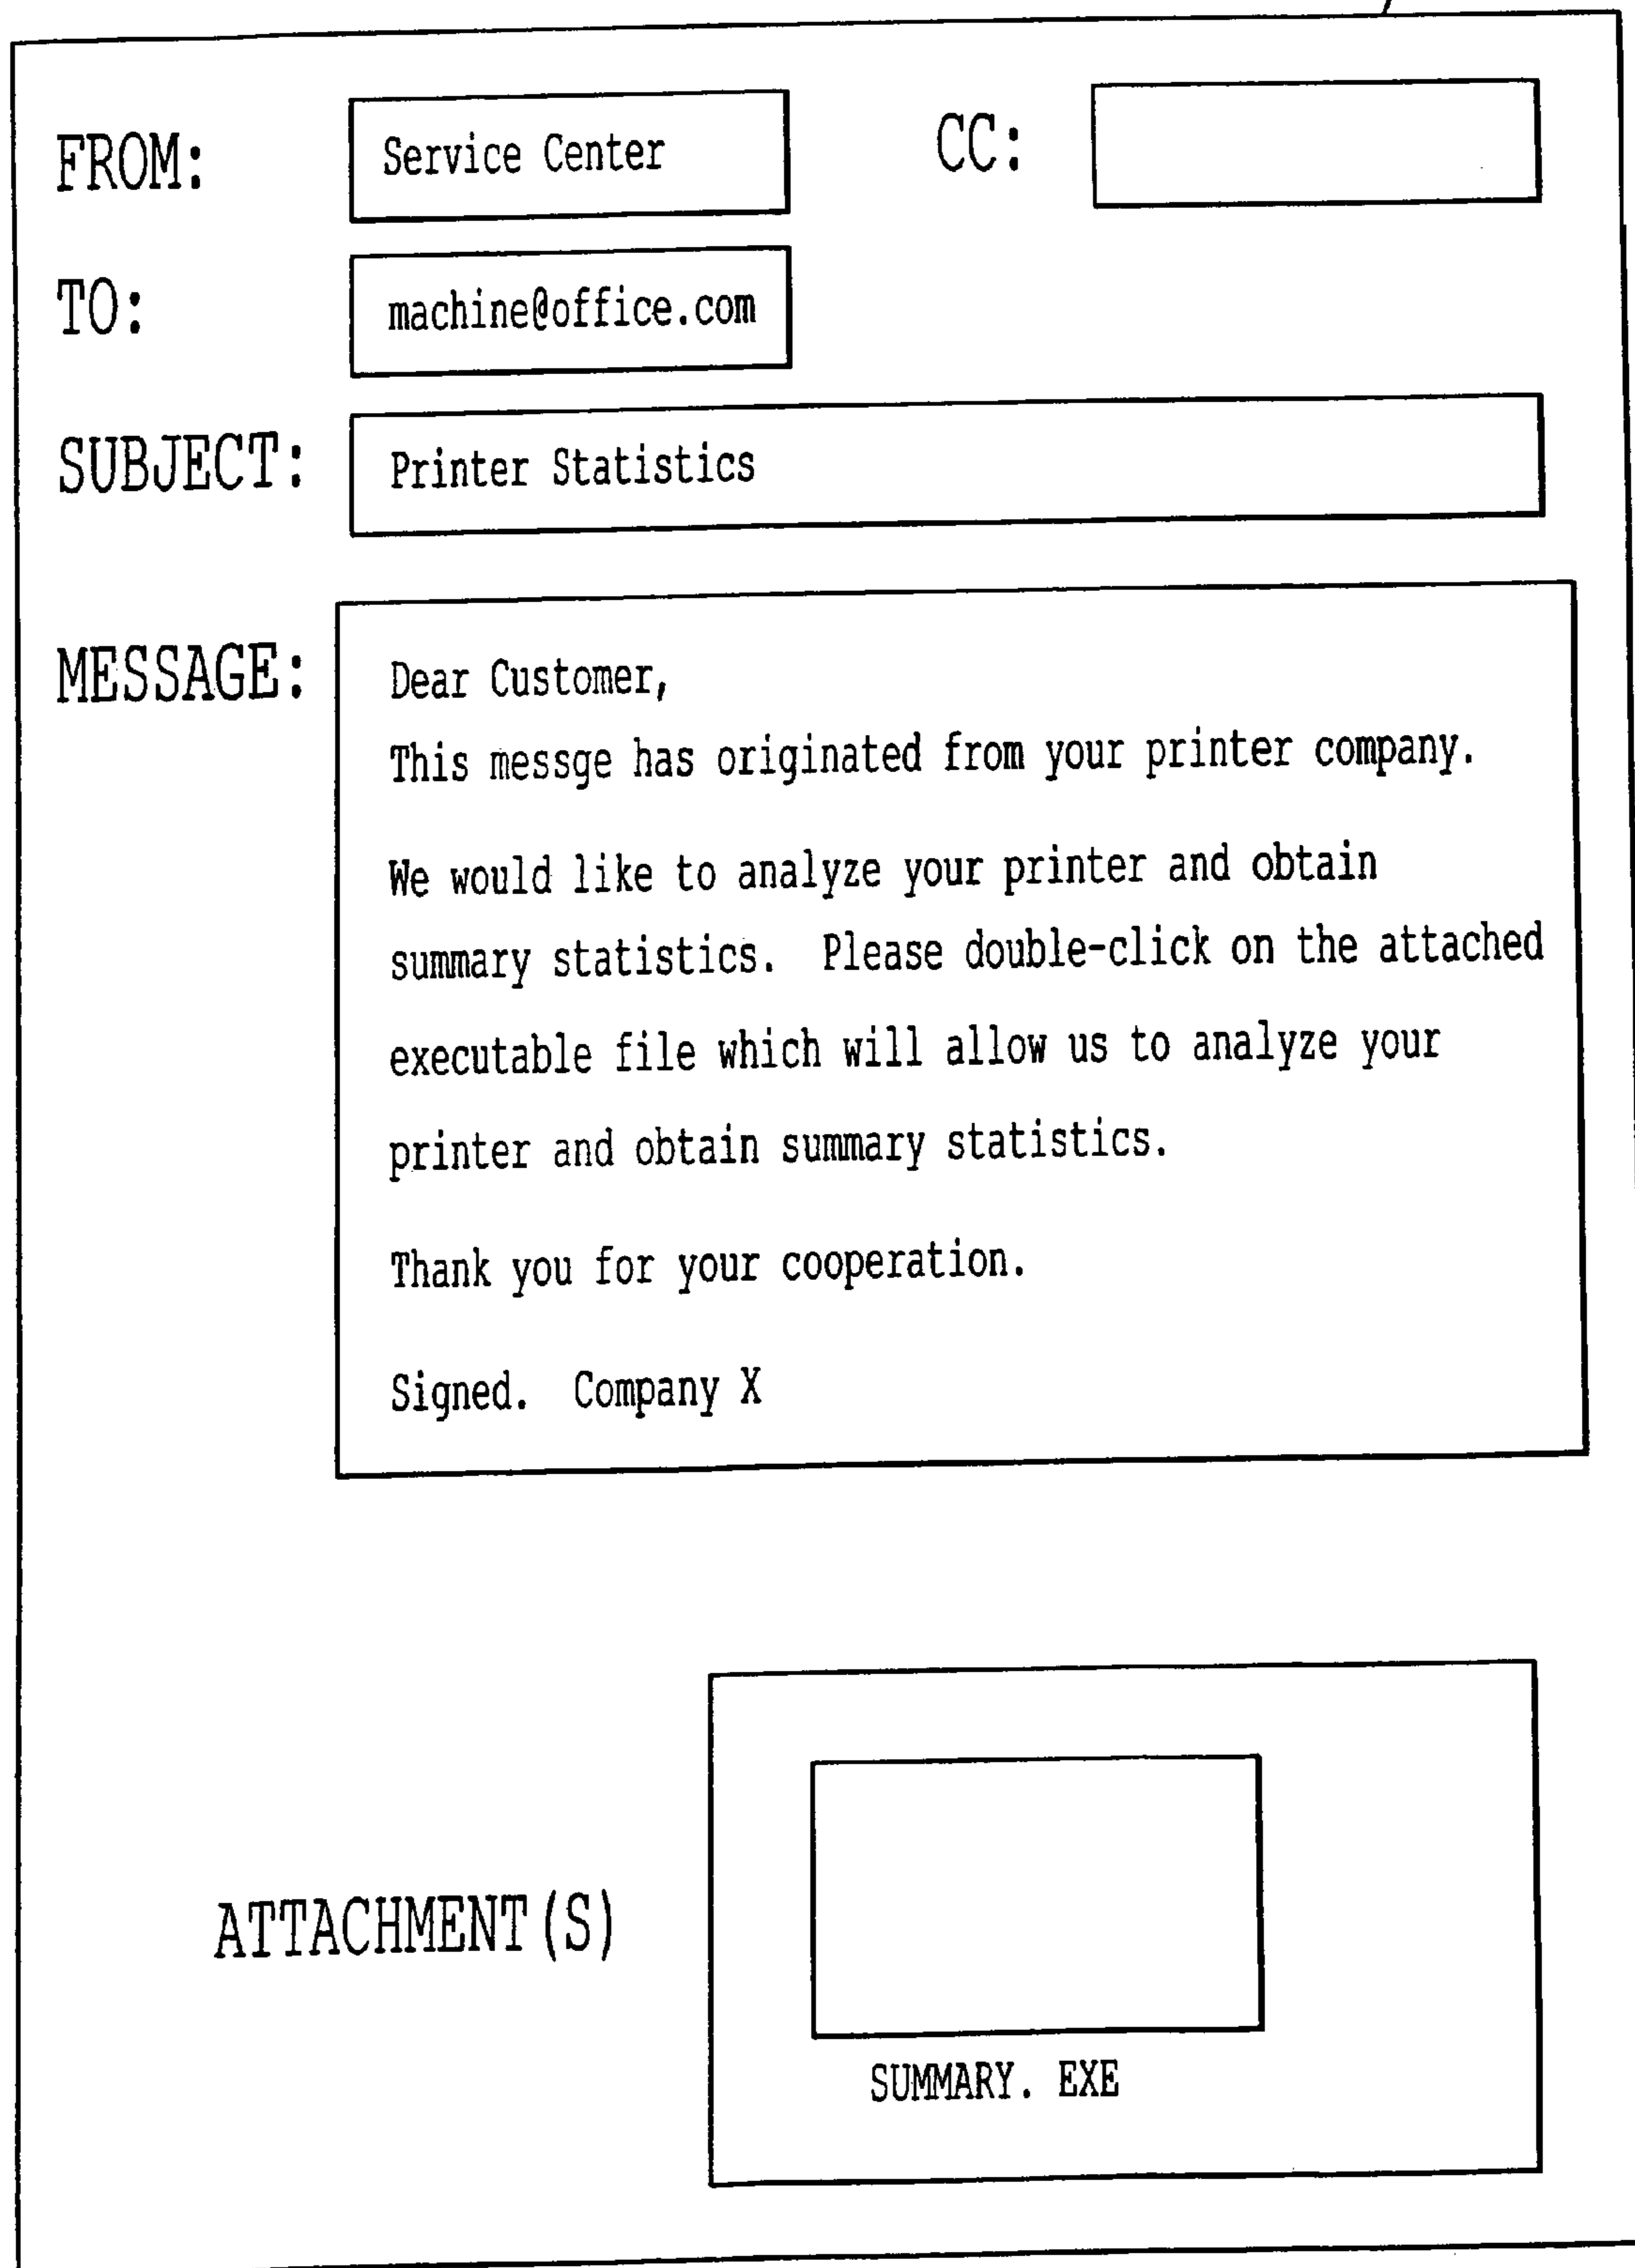 FROM: Service Center CC:
TO: machine@office.com
SUBJECT: Printer Statistics
MESSAGE: Dear Customer,
This messge has originated from your printer company.
We would like to analyze your printer and obtain
summary statistics. Please double-click on the attached
executable file which will allow us to analyze your
printer and obtain summary statistics.
Thank you for your cooperation.
Signed. Company X
ATTACHMENT(S)
SUMMARY. EXE